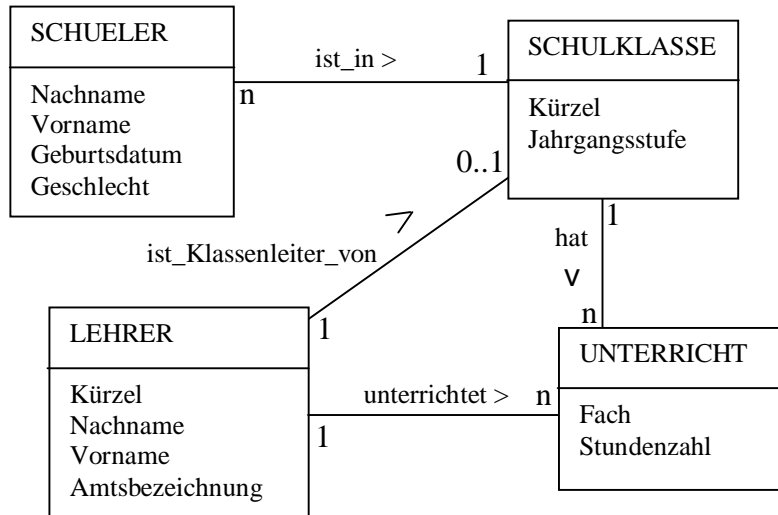 SCHUELER
Nachname
Vorname
Geburtsdatum
Geschlecht
ist_in >
n
1
SCHULKLASSE
Kürzel
Jahrgangsstufe
0..1
1
ist_Klassenleiter_von
>
1
hat
v
n
LEHRER
Kürzel
Nachname
Vorname
Amtsbezeichnung
unterrichtet >
1
n
UNTERRICHT
Fach
Stundenzahl